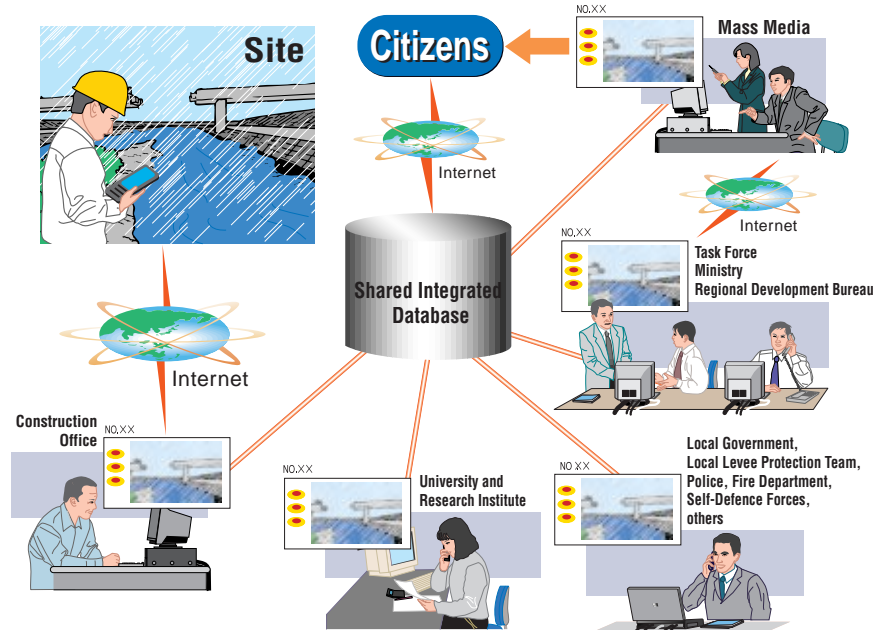 Site
Citizens
NO.XX
Mass Media
Internet
Internet
NO.XX
Task Force
Ministry
Regional Development Bureau
Shared Integrated
Database
Internet
Construction
Office
NO.XX
NO.XX
University and
Research Institute
NO.XX
Local Government,
Local Levee Protection Team,
Police, Fire Department,
Self-Defence Forces,
others